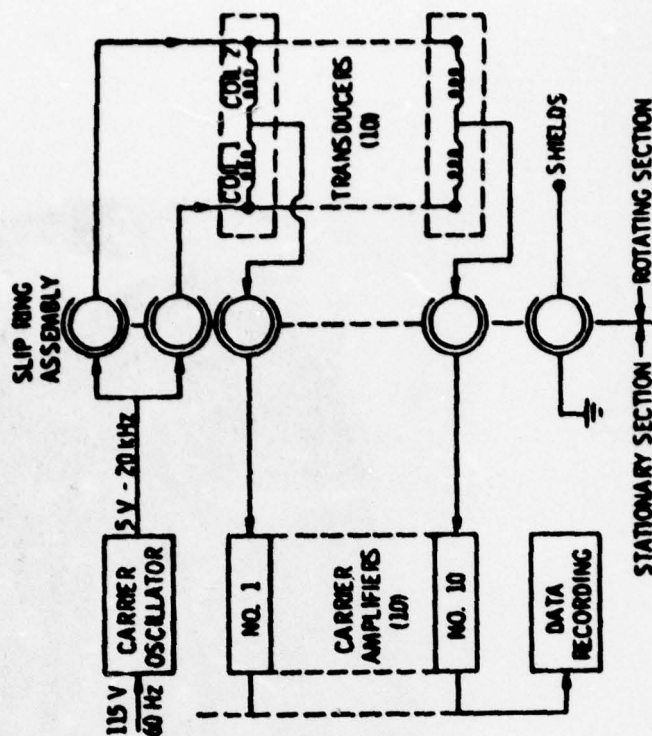 SLIP RING
ASSEMBLY
115 V
60 Hz
CARRIER
OSCILLATOR
5 V - 20 kHz
COIL
COIL 2
TRANSDUCERS
(10)
NO. 1
CARRIER
AMPLIFIERS
(10)
NO. 10
DATA
RECORDING
SHIELDS
STATIONARY SECTION
ROTATING SECTION